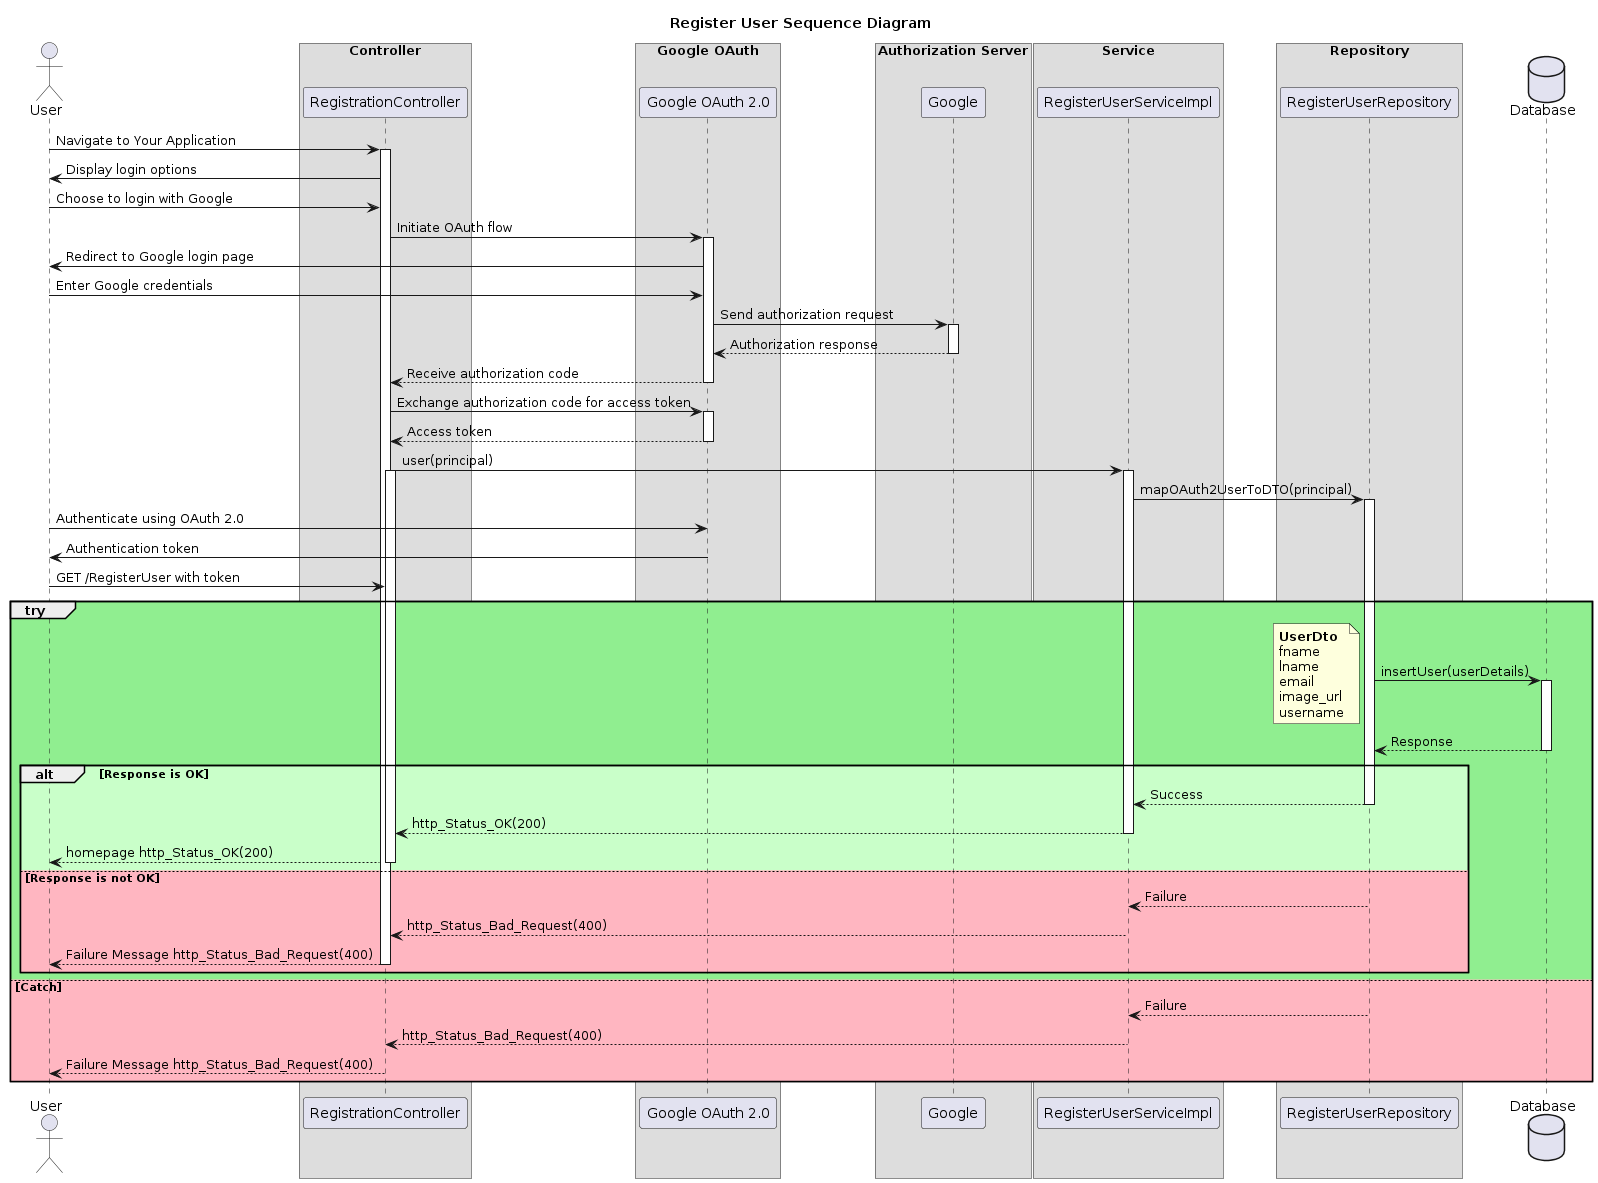 Register User Sequence Diagram
Controller
Google OAuth
Authorization Server
Service
Repository
User
RegistrationController
Google OAuth 2.0
Google
RegisterUserServiceImpl
RegisterUserRepository
Database
Navigate to Your Application
Display login options
Choose to login with Google
Initiate OAuth flow
Redirect to Google login page
Enter Google credentials
Send authorization request
Authorization response
Receive authorization code
Exchange authorization code for access token
Access token
user(principal)
mapOAuth2UserToDTO(principal)
Authenticate using OAuth 2.0
Authentication token
GET /RegisterUser with token
try
UserDto
fname
lname
email
image_url
username
insertUser(userDetails)
Response
alt
[Response is OK]
Success
http_Status_OK(200)
homepage http_Status_OK(200)
[Response is not OK]
Failure
http_Status_Bad_Request(400)
Failure Message http_Status_Bad_Request(400)
[Catch]
Failure
http_Status_Bad_Request(400)
Failure Message http_Status_Bad_Request(400)
User
RegistrationController
Google OAuth 2.0
Google
RegisterUserServiceImpl
RegisterUserRepository
Database